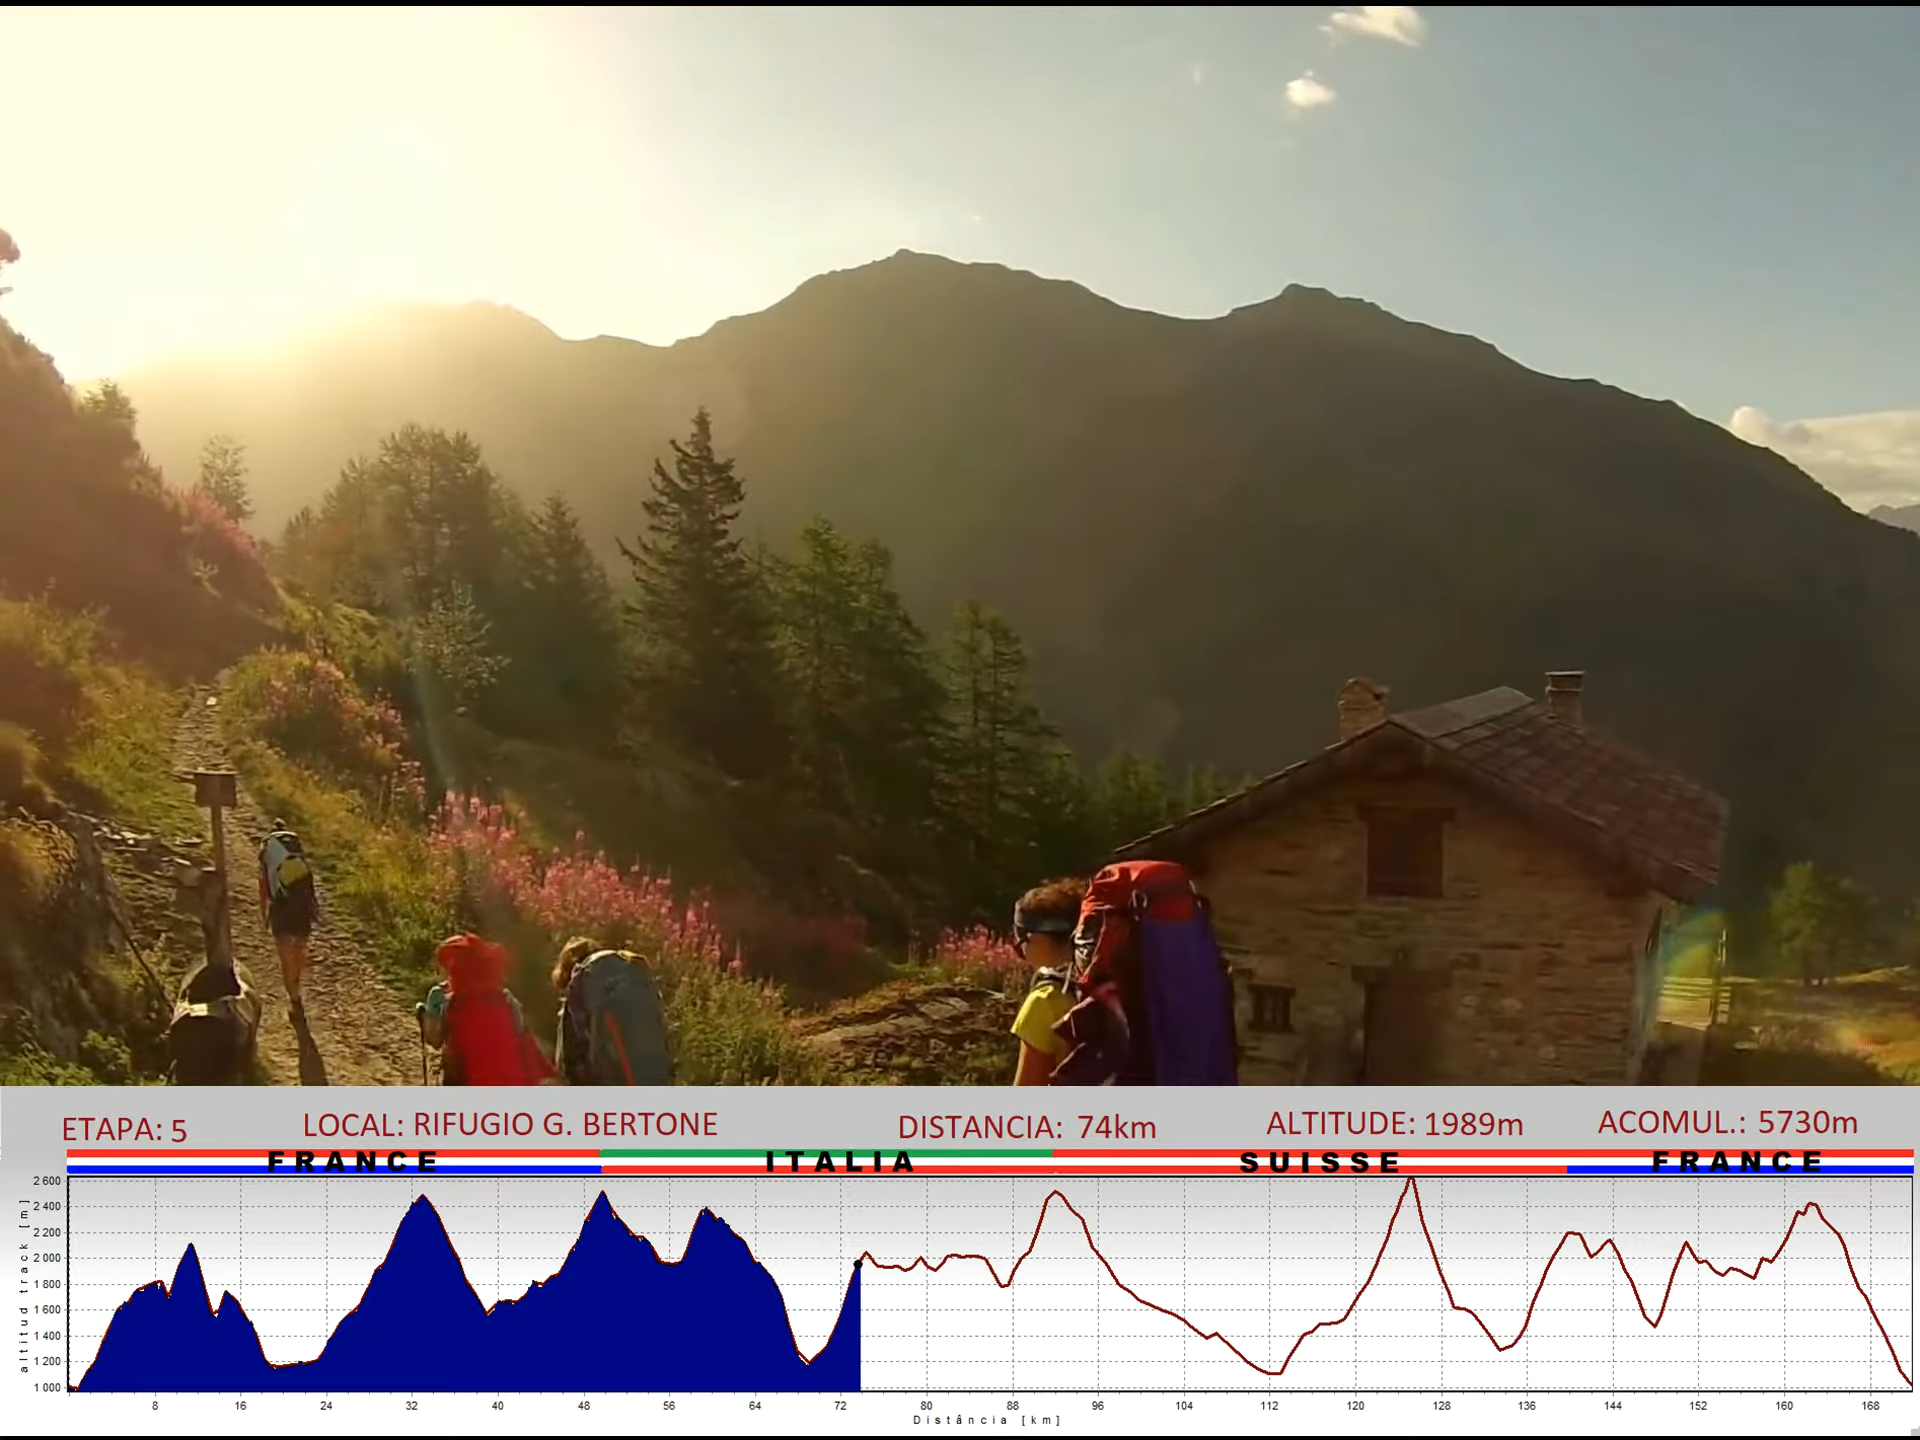 ETAPA: 5 LOCAL: RIFUGIO G. BERTONE DISTANCIA: 74km ALTITUDE: 1989m ACOMUL.: 5730m
FRANCE ITALIA SUISSE FRANCE
altitud track [m]
2 600
2 400
2 200
2 000
1 800
1 600
1 400
1 200
1 000
8 16 24 32 40 48 56 64 72 80 88 96 104 112 120 128 136 144 152 160 168
Distância [km]